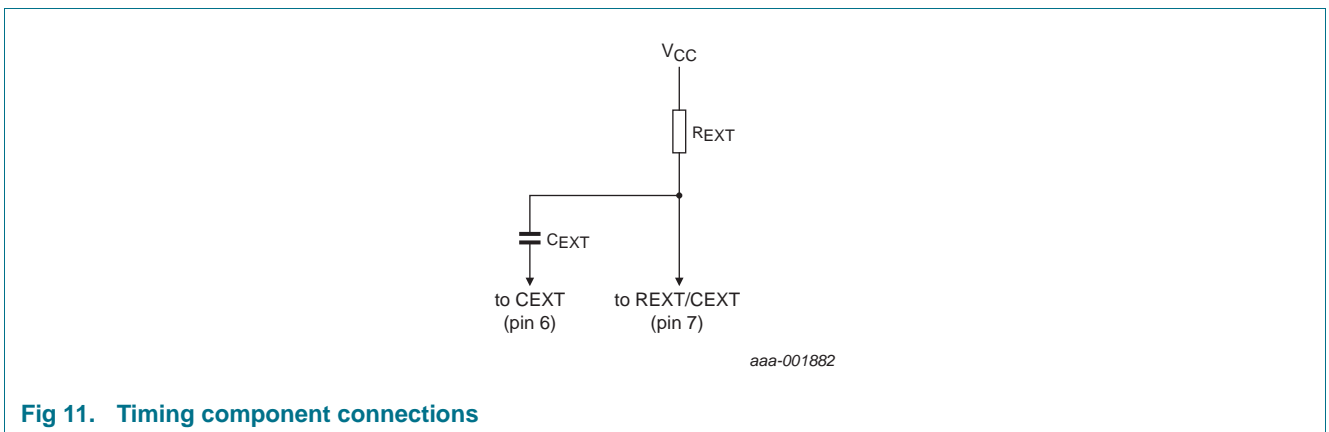 VCC
REXT
CEXT
to CEXT
(pin 6)
to REXT/CEXT
(pin 7)
aaa-001882
Fig 11. Timing component connections